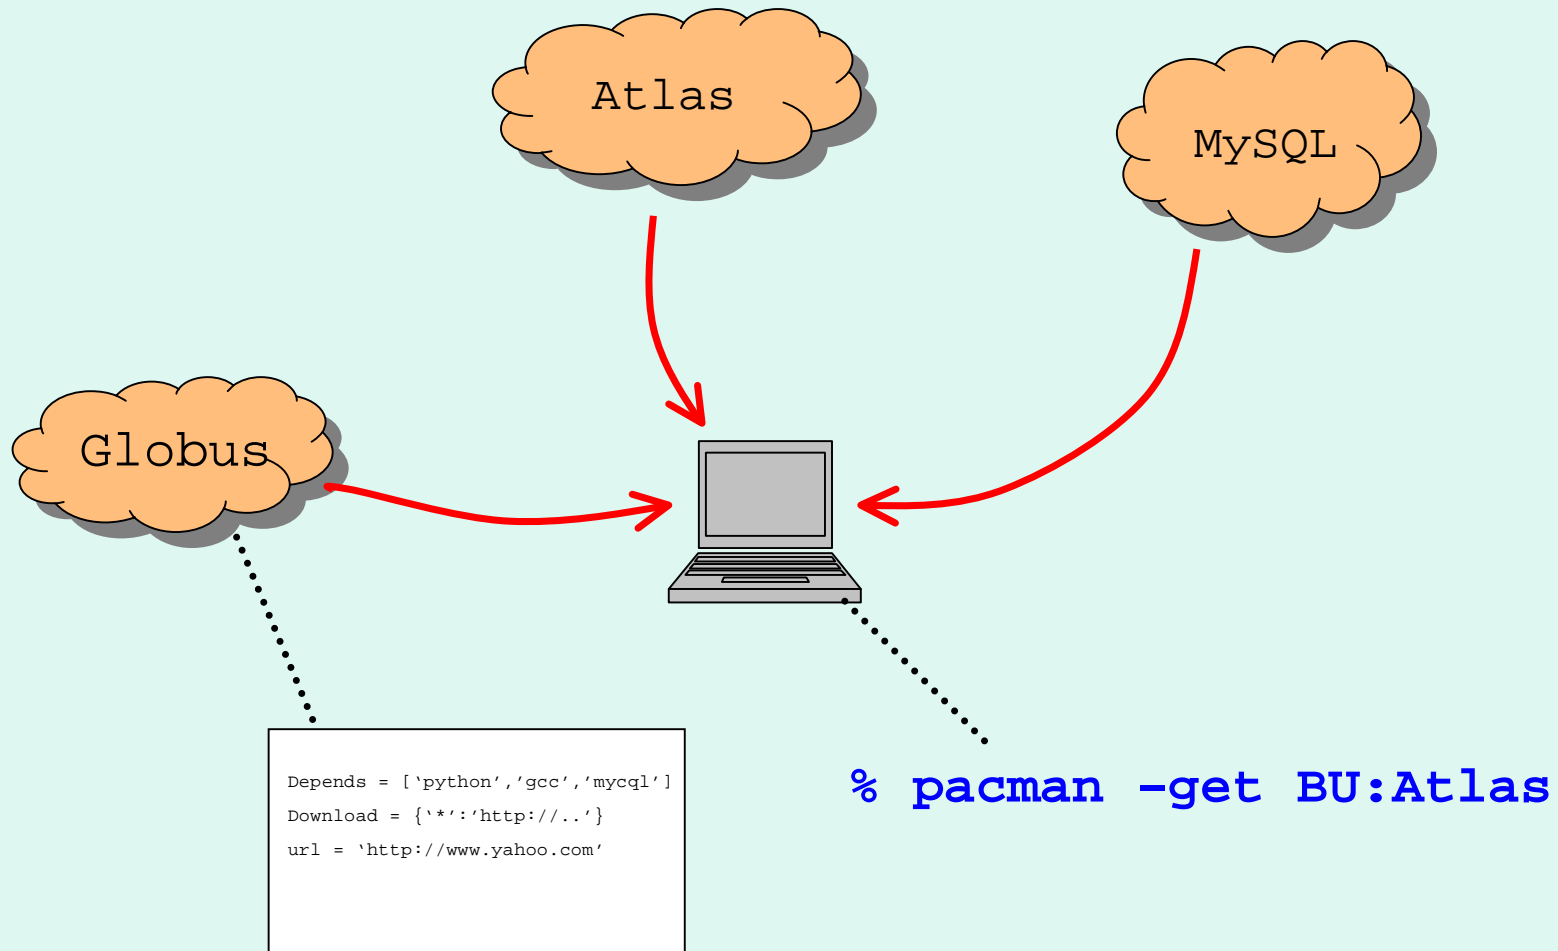 Atlas
MySQL
Globus
Depends = [‘python’,’gcc’,’mycql’]
Download = {‘*’:’http://..’}
url = ‘http://www.yahoo.com’
% pacman –get BU:Atlas